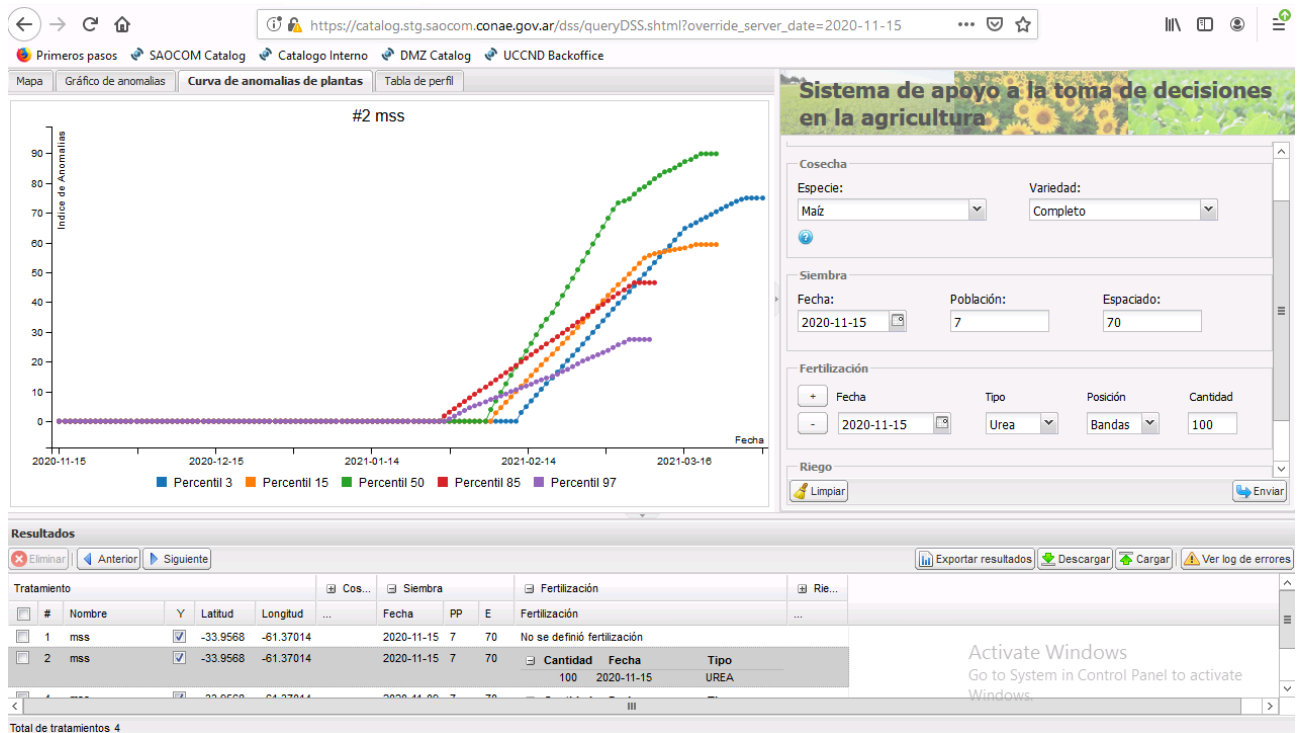 https://catalog.stg.saocom.conae.gov.ar/dss/queryDSS.shtml?override_server_date=2020-11-15
Primeros pasos SAOCOM Catalog Catalogo Interno DMZ Catalog UCCND Backoffice
Mapa Gráfico de anomalias Curva de anomalias de plantas Tabla de perfil
#2 mss
Indice de Anomalias
90
80
70
60
50
40
30
20
10
0
Fecha
2020-11-15 2020-12-15 2021-01-14 2021-02-14 2021-03-16
Percentil 3 Percentil 15 Percentil 50 Percentil 85 Percentil 97
Sistema de apoyo a la toma de decisiones
en la agricultura
Cosecha
Especie: Variedad:
Maíz Completo
?
Siembra
Fecha: Población: Espaciado:
2020-11-15 7 70
Fertilización
+ Fecha Tipo Posición Cantidad
- 2020-11-15 Urea Bandas 100
Riego
Limpiar Enviar
Resultados
Eliminar Anterior Siguiente Exportar resultados Descargar Cargar Ver log de errores
Tratamiento Cos... Siembra Fertilización Rie...
# Nombre Y Latitud Longitud ... Fecha PP E Fertilización ...
1 mss -33.9568 -61.37014 2020-11-15 7 70 No se definió fertilización
2 mss -33.9568 -61.37014 2020-11-15 7 70 Cantidad Fecha Tipo
100 2020-11-15 UREA
Activate Windows
Go to System in Control Panel to activate
Windows.
Total de tratamientos 4